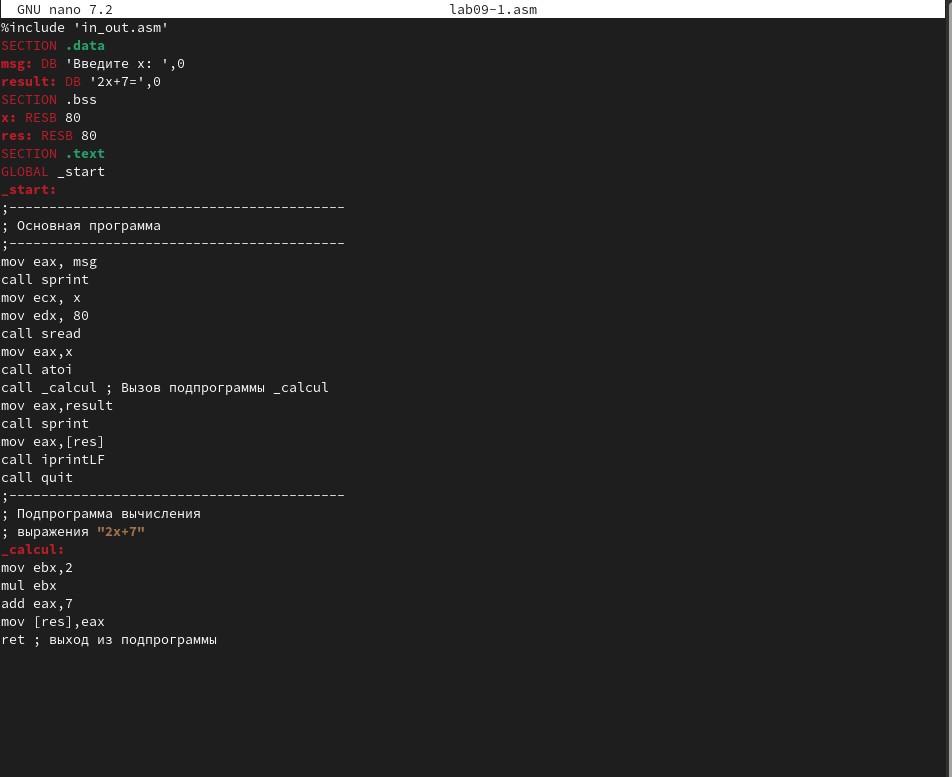 GNU nano 7.2 lab09-1.asm
%include 'in_out.asm'
SECTION .data
msg: DB 'Введите x: ',0
result: DB '2x+7=',0
SECTION .bss
x: RESB 80
res: RESB 80
SECTION .text
GLOBAL _start
_start:
;------------------------------------------
; Основная программа
;------------------------------------------
mov eax, msg
call sprint
mov ecx, x
mov edx, 80
call sread
mov eax,x
call atoi
call _calcul ; Вызов подпрограммы _calcul
mov eax,result
call sprint
mov eax,[res]
call iprintLF
call quit
;------------------------------------------
; Подпрограмма вычисления
; выражения "2x+7"
_calcul:
mov ebx,2
mul ebx
add eax,7
mov [res],eax
ret ; выход из подпрограммы